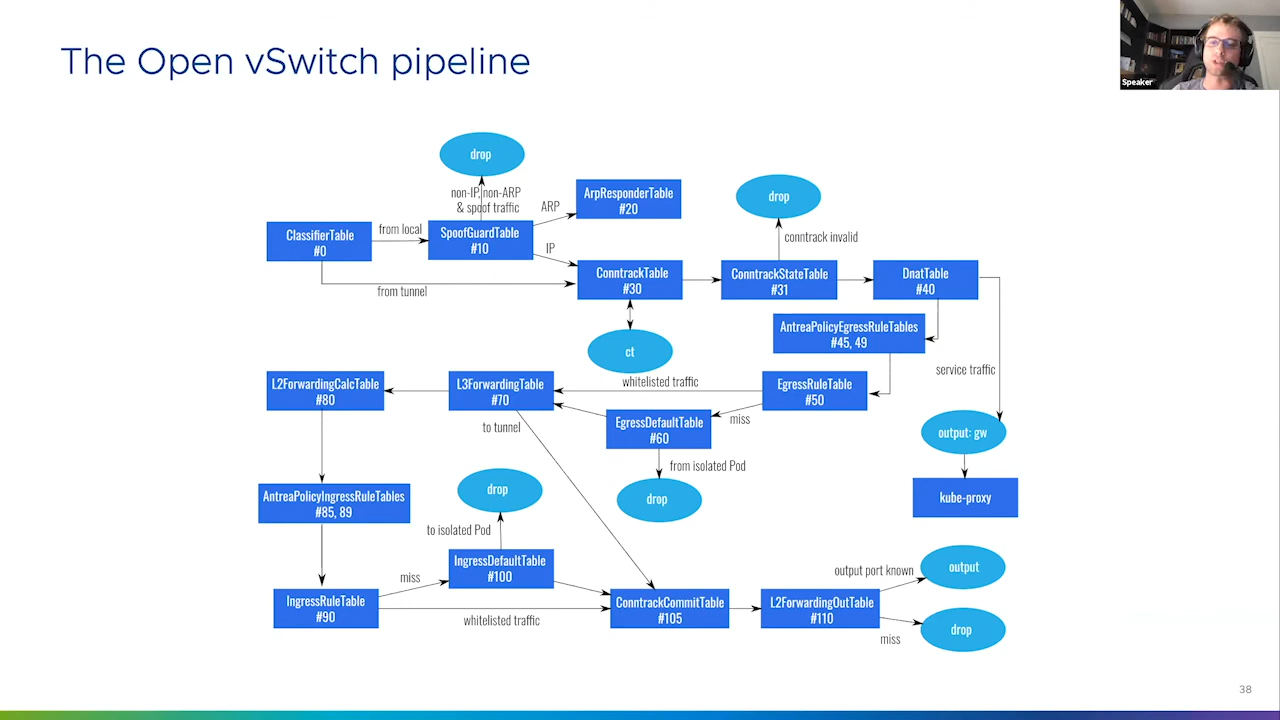 The Open vSwitch pipeline
Speaker
drop
non-IP, non-ARP
& spoof traffic
ARP
ArpResponderTable
#20
drop
ClassifierTable
#0
from local
SpoofGuardTable
#10
IP
conntrack invalid
from tunnel
ConntrackTable
#30
ConntrackStateTable
#31
DnatTable
#40
ct
AntreaPolicyEgressRuleTables
#45, 49
service traffic
L2ForwardingCalcTable
#80
L3ForwardingTable
#70
whitelisted traffic
EgressRuleTable
#50
to tunnel
EgressDefaultTable
#60
miss
output: gw
from isolated Pod
drop
kube-proxy
AntreaPolicyIngressRuleTables
#85, 89
drop
to isolated Pod
IngressDefaultTable
#100
miss
IngressRuleTable
#90
whitelisted traffic
ConntrackCommitTable
#105
L2ForwardingOutTable
#110
output port known
output
miss
drop
38